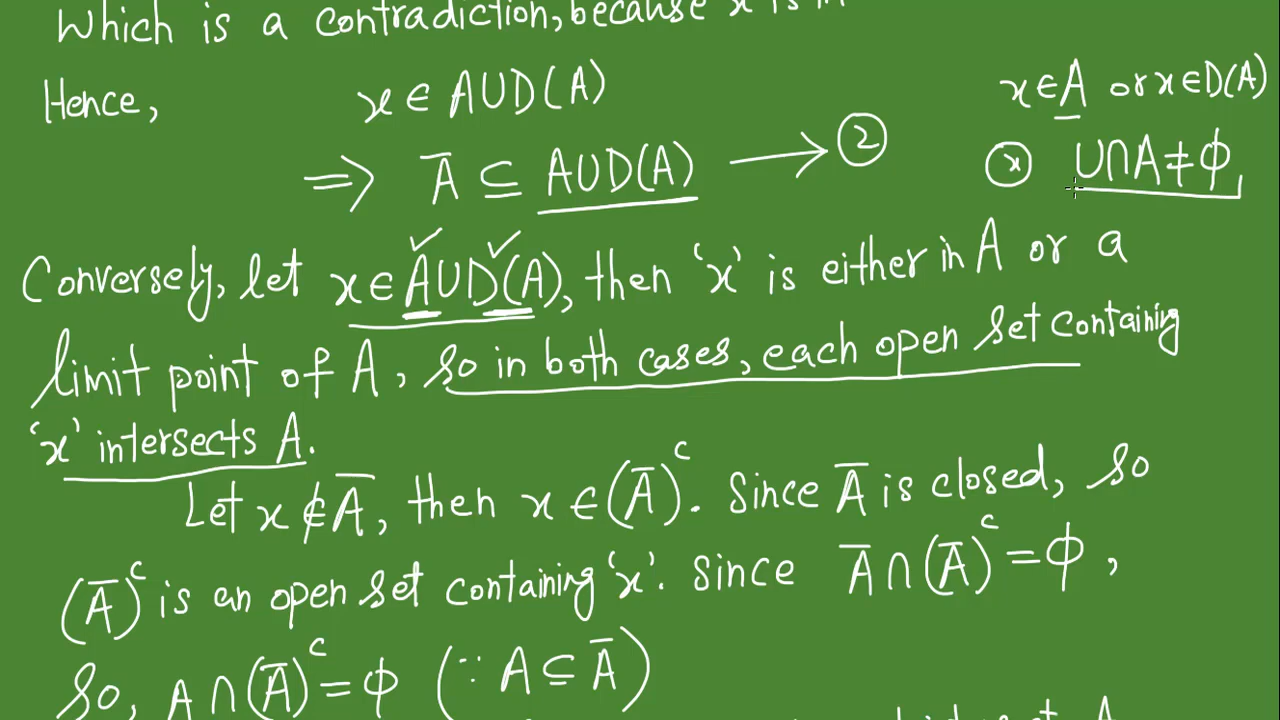 Which is a contradiction, because x is in
Hence, x ∈ A∪D(A)
x∈A or x∈D(A)
=> A̅ ⊆ A∪D(A) ⟶ ②
ⓧ U∩A≠ϕ
Conversely, let x∈A∪D(A), then 'x' is either in A or a
limit point of A, so in both cases, each open set containing
'x' intersects A.
Let x∉A̅, then x∈(A̅)ᶜ. Since A̅ is closed, so
(A̅)ᶜ is an open set containing 'x'. Since A̅∩(A̅)ᶜ=ϕ,
So, A∩(A̅)ᶜ=ϕ (∵ A⊆A̅)